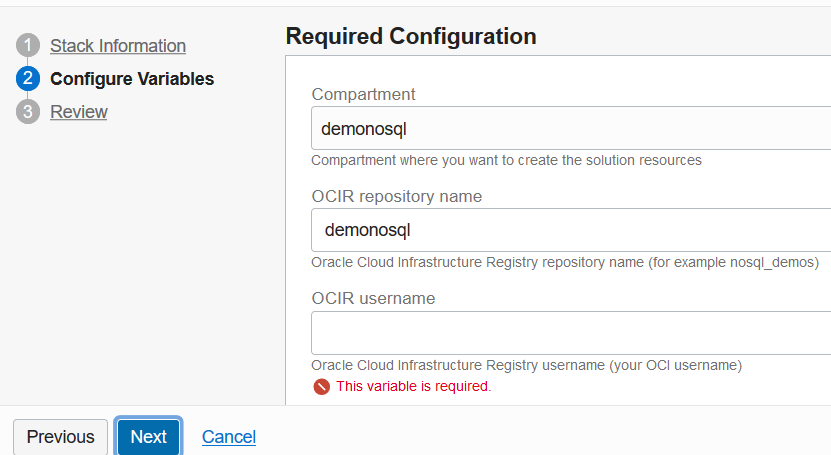 1 Stack Information
2 Configure Variables
3 Review
Required Configuration
Compartment
demonosql
Compartment where you want to create the solution resources
OCIR repository name
demonosql
Oracle Cloud Infrastructure Registry repository name (for example nosql_demos)
OCIR username
Oracle Cloud Infrastructure Registry username (your OCI username)
This variable is required.
Previous Next Cancel